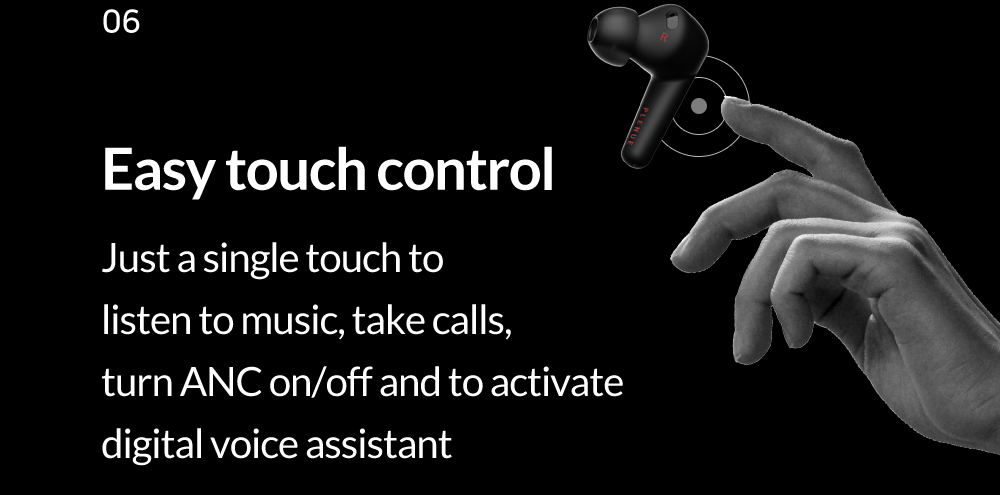 06
R
PLENUE
Easy touch control
Just a single touch to
listen to music, take calls,
turn ANC on/off and to activate
digital voice assistant